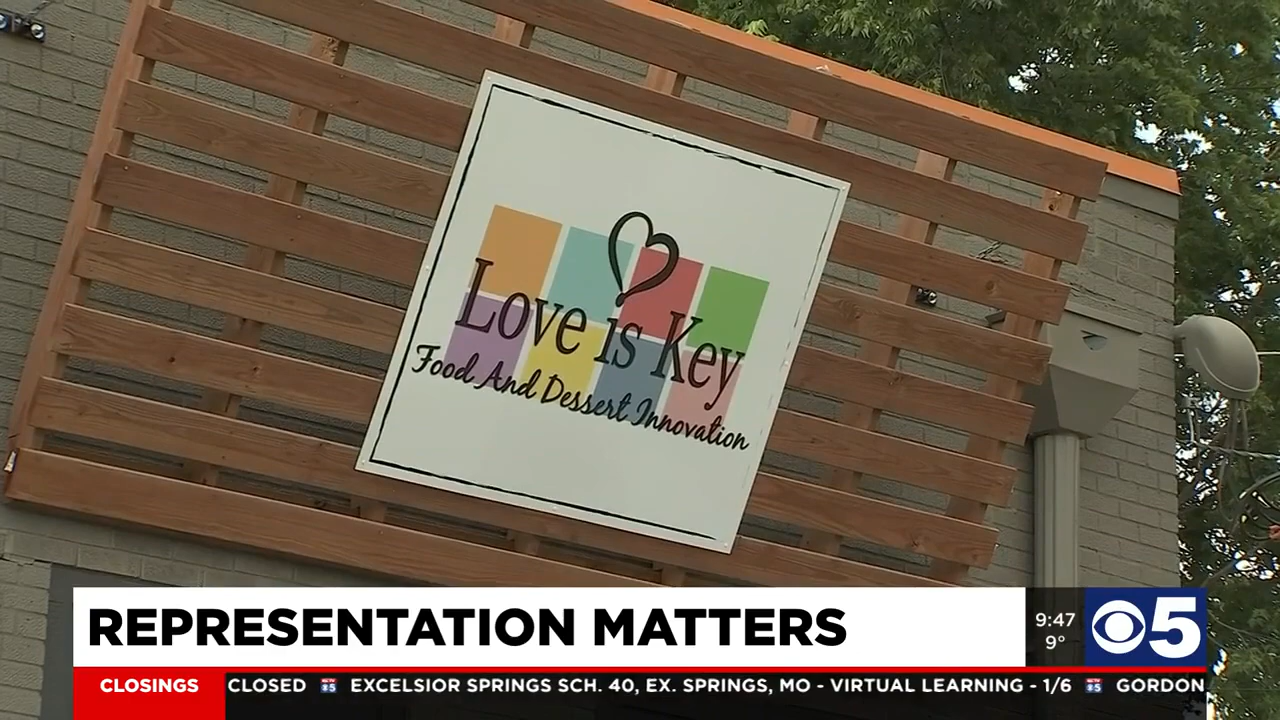 Love is Key
Food And Dessert Innovation
REPRESENTATION MATTERS
9:47
9°
5
CLOSINGS
CLOSED EXCELSIOR SPRINGS SCH. 40, EX. SPRINGS, MO - VIRTUAL LEARNING - 1/6 GORDON